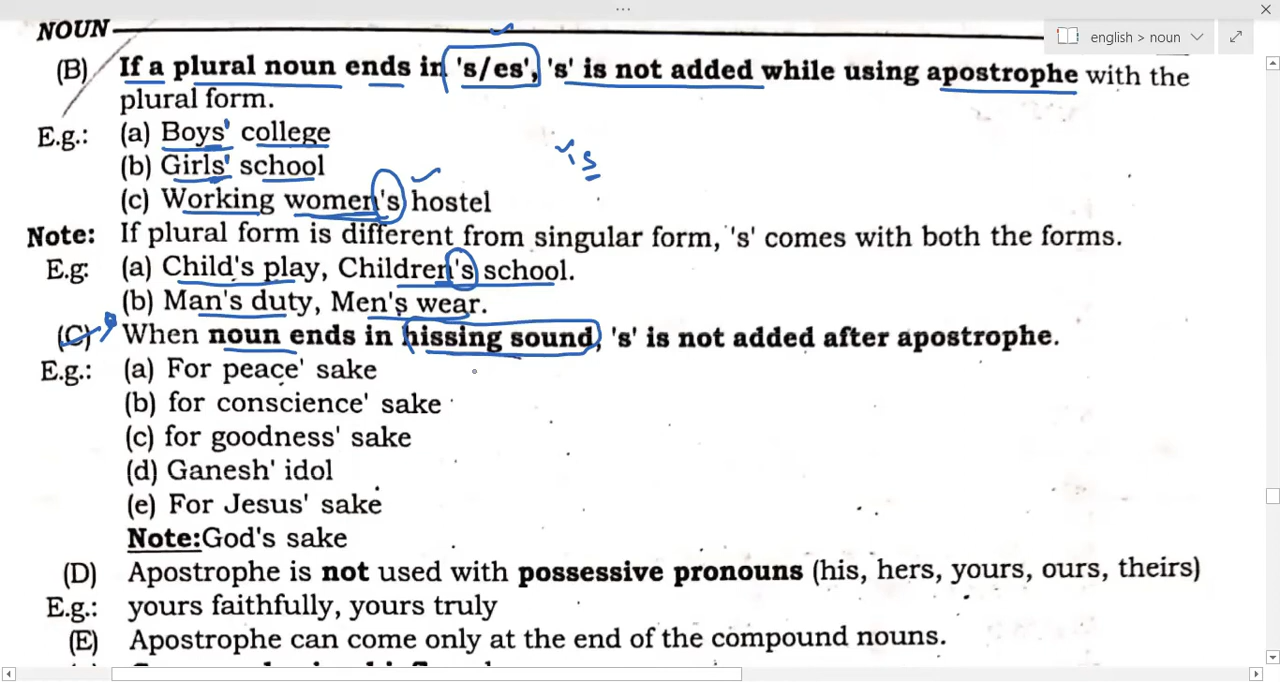 english > noun
NOUN
(B) If a plural noun ends in 's/es', 's' is not added while using apostrophe with the
plural form.
E.g.: (a) Boys' college
(b) Girls' school
's
(c) Working women's hostel
Note: If plural form is different from singular form, 's' comes with both the forms.
E.g: (a) Child's play, Children's school.
(b) Man's duty, Men's wear.
(C) When noun ends in hissing sound, 's' is not added after apostrophe.
E.g.: (a) For peace' sake
(b) for conscience' sake
(c) for goodness' sake
(d) Ganesh' idol
(e) For Jesus' sake
Note:God's sake
(D) Apostrophe is not used with possessive pronouns (his, hers, yours, ours, theirs)
E.g.: yours faithfully, yours truly
(E) Apostrophe can come only at the end of the compound nouns.